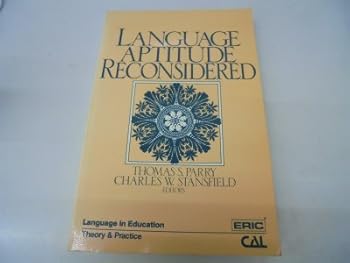 LANGUAGE
APTITUDE
RECONSIDERED
THOMAS S. PARRY
CHARLES W. STANSFIELD
EDITORS
Language in Education
Theory & Practice
ERIC
CAL